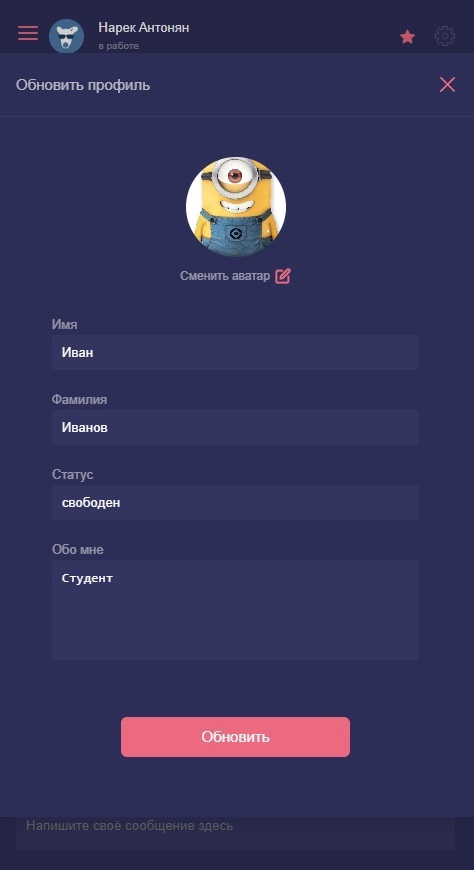 Нарек Антонян
в работе
Обновить профиль
Сменить аватар
Имя
Иван
Фамилия
Иванов
Статус
свободен
Обо мне
Студент
Обновить
Напишите своё сообщение здесь